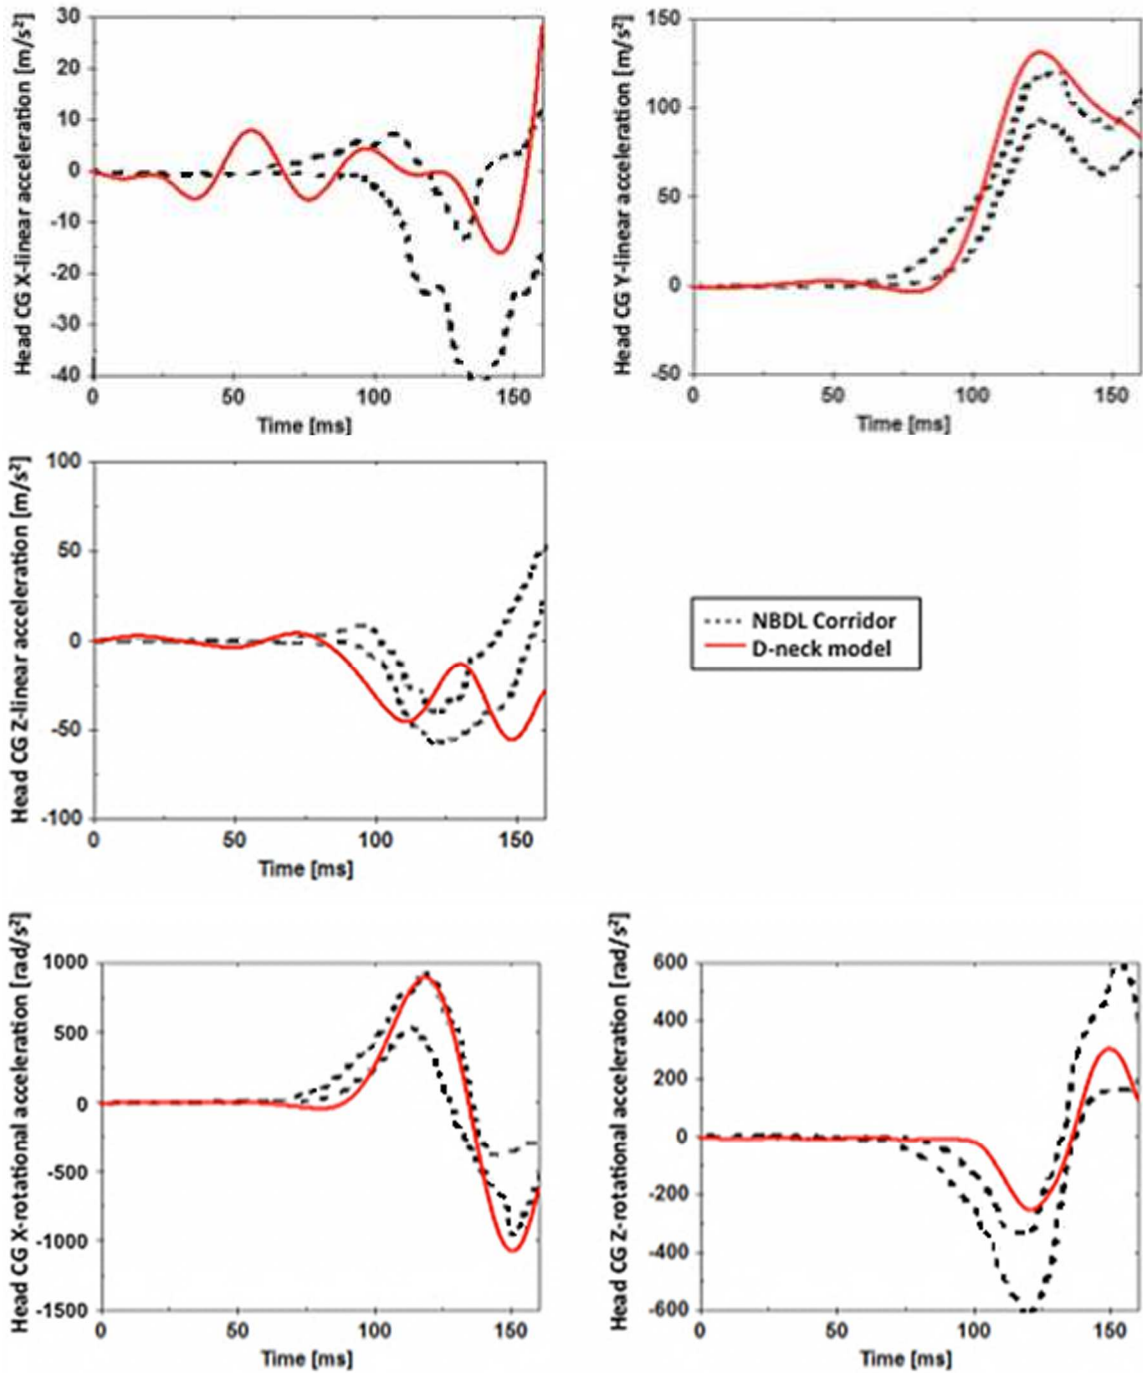 Head CG X-linear acceleration [m/s²]
30
20
10
0
-10
-20
-30
-40
0 50 100 150
Time [ms]
Head CG Y-linear acceleration [m/s²]
150
100
50
0
-50
0 50 100 150
Time [ms]
Head CG Z-linear acceleration [m/s²]
100
50
0
-50
-100
0 50 100 150
Time [ms]
NBDL Corridor
D-neck model
Head CG X-rotational acceleration [rad/s²]
1000
500
0
-500
-1000
-1500
0 50 100 150
Time [ms]
Head CG Z-rotational acceleration [rad/s²]
600
400
200
0
-200
-400
-600
0 50 100 150
Time [ms]